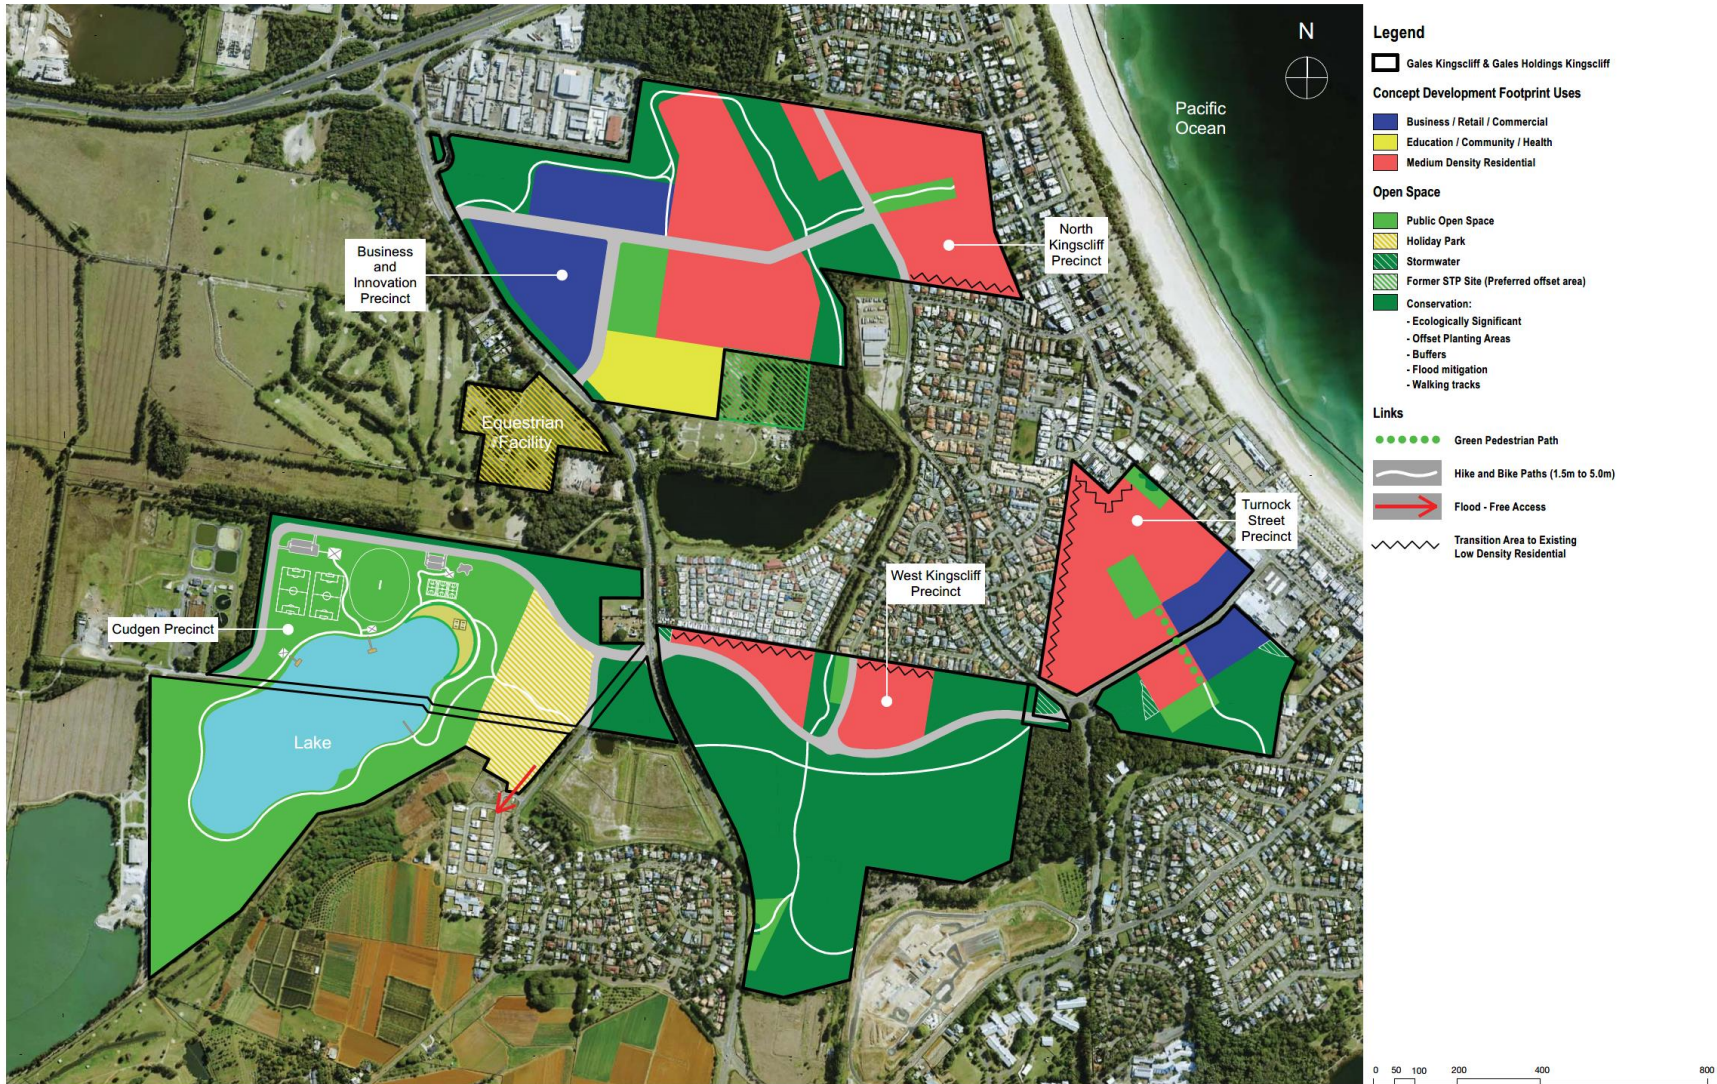 N
Pacific
Ocean
Business
and
Innovation
Precinct
North
Kingscliff
Precinct
Equestrian
Facility
Turnock
Street
Precinct
West Kingscliff
Precinct
Cudgen Precinct
Lake
Legend
Gales Kingscliff & Gales Holdings Kingscliff
Concept Development Footprint Uses
Business / Retail / Commercial
Education / Community / Health
Medium Density Residential
Open Space
Public Open Space
Holiday Park
Stormwater
Former STP Site (Preferred offset area)
Conservation:
- Ecologically Significant
- Offset Planting Areas
- Buffers
- Flood mitigation
- Walking tracks
Links
Green Pedestrian Path
Hike and Bike Paths (1.5m to 5.0m)
Flood - Free Access
Transition Area to Existing
Low Density Residential
0 50 100 200 400 800